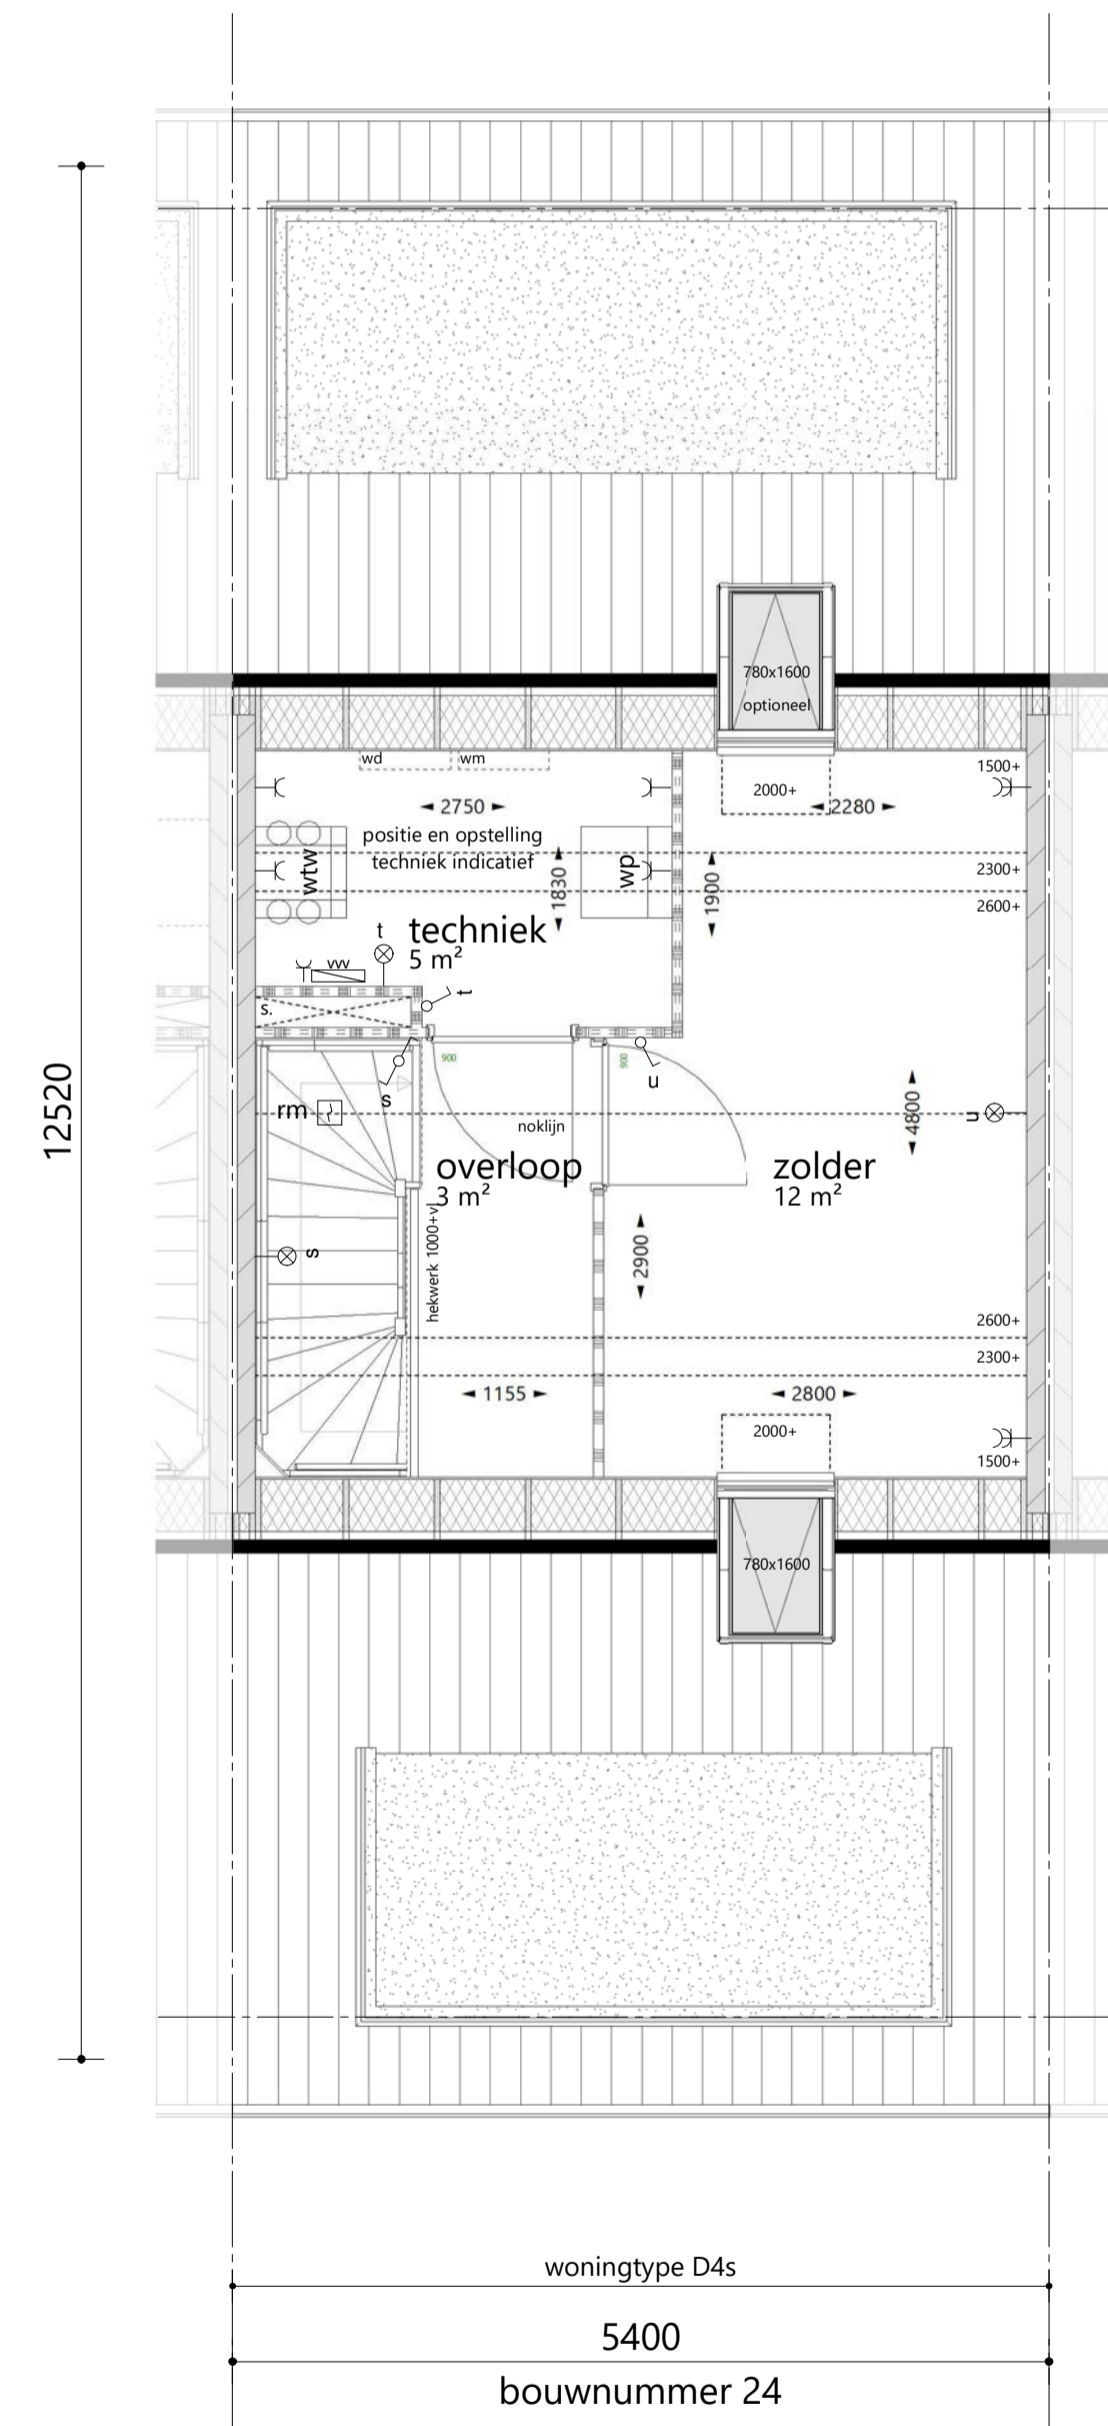 780x1600
optioneel
wd
wm
1500+
2000+
2750
2280
positie en opstelling
techniek indicatief
wtw
wp
1830
1900
2300+
2600+
t
techniek
5 m²
vvv
s.
t
900
900
u
s
rm
noklijn
4800
u
overloop
3 m²
zolder
12 m²
hekwerk 1000+vl
s
2900
12520
2600+
2300+
1155
2800
2000+
1500+
780x1600
woningtype D4s
5400
bouwnummer 24